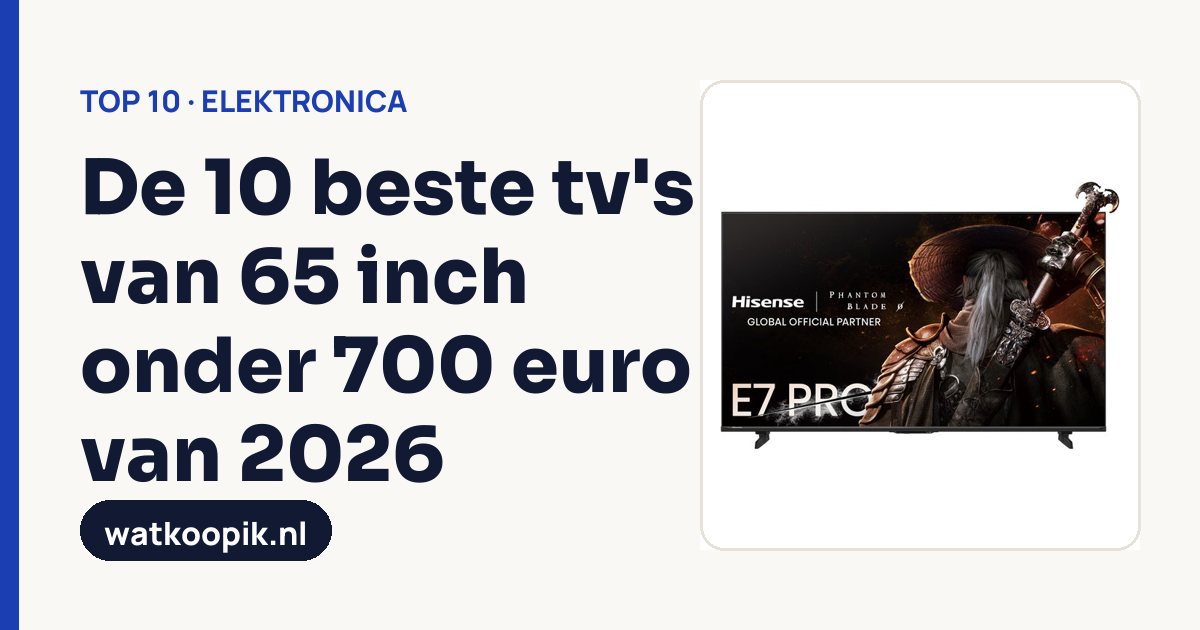 TOP 10 · ELEKTRONICA
De 10 beste tv's
van 65 inch
onder 700 euro
van 2026
watkoopik.nl
Hisense | PHANTOM
BLADE 0
GLOBAL OFFICIAL PARTNER
E7 PRO